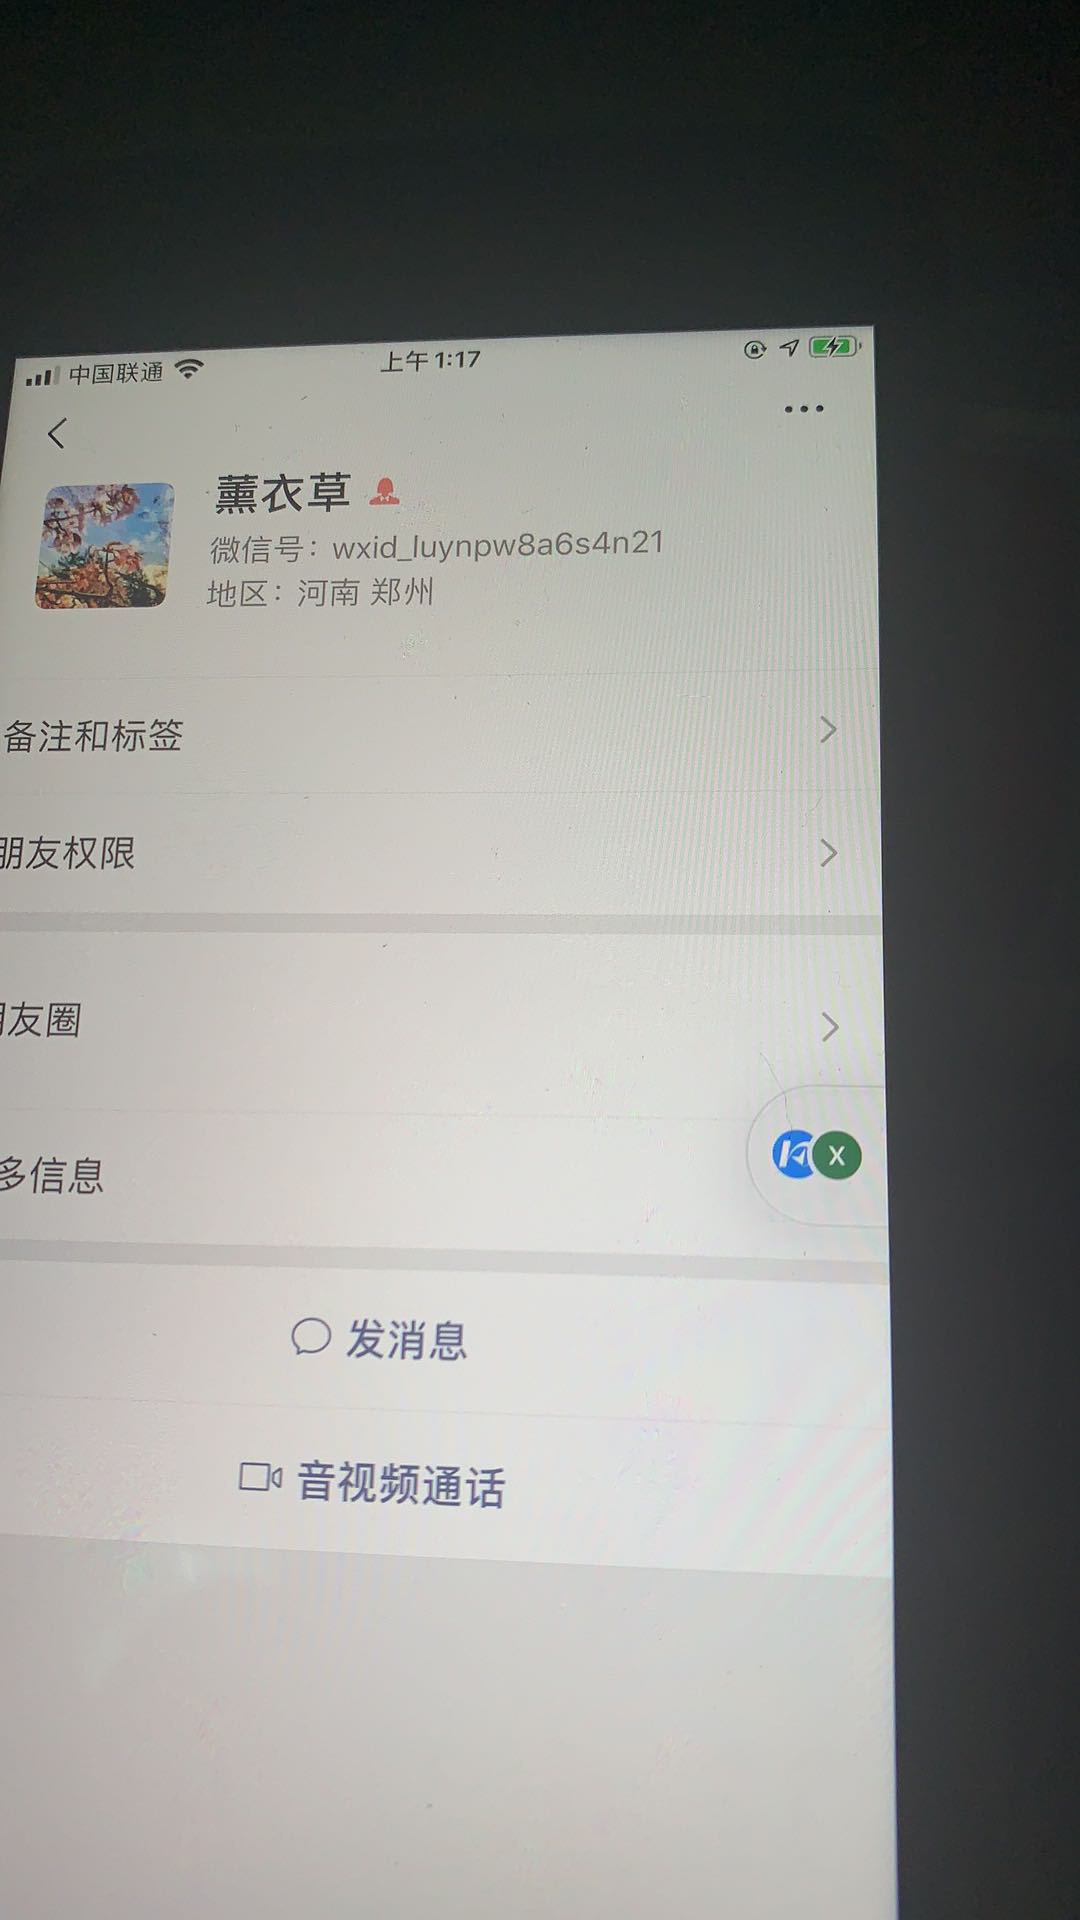 中国联通
上午1:17
薰衣草
微信号：wxid_luynpw8a6s4n21
地区：河南 郑州
备注和标签
朋友权限
友圈
多信息
X
发消息
音视频通话